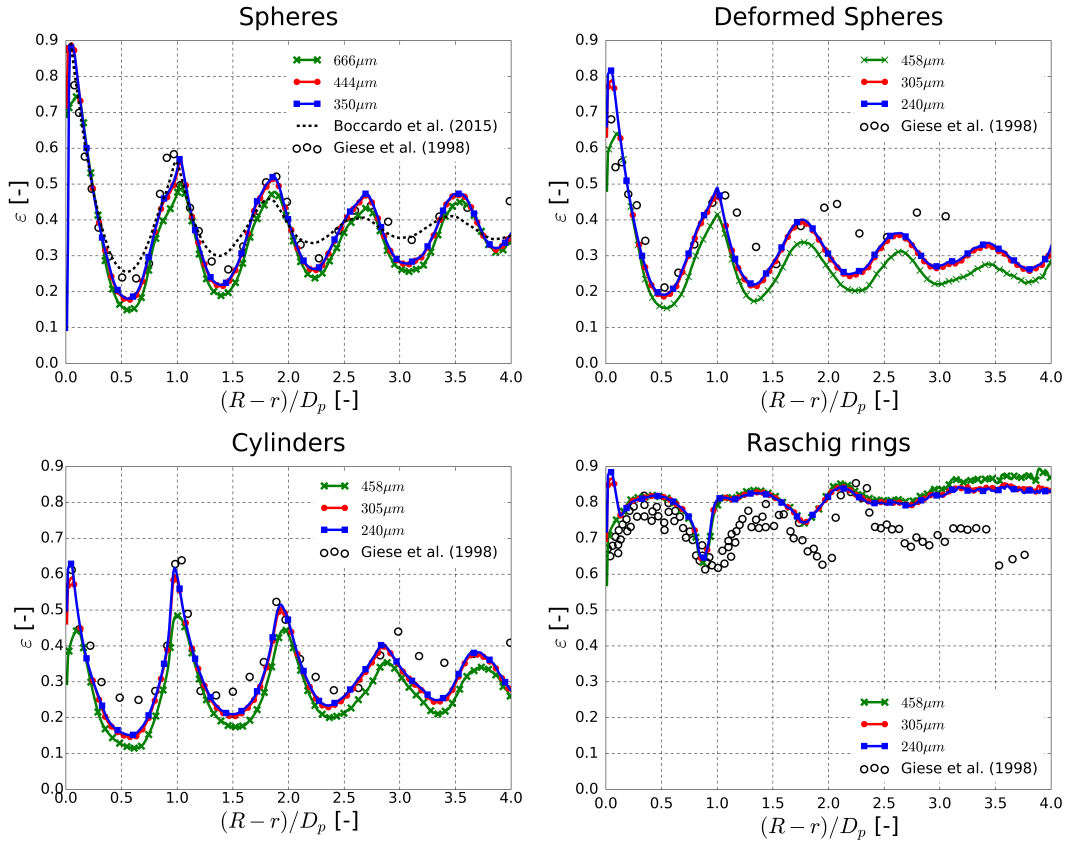 Spheres
ε [-]
0.9
0.8
0.7
0.6
0.5
0.4
0.3
0.2
0.1
0.0
666μm
444μm
350μm
Boccardo et al. (2015)
Giese et al. (1998)
0.0 0.5 1.0 1.5 2.0 2.5 3.0 3.5 4.0
(R − r)/Dp [-]
Deformed Spheres
ε [-]
0.9
0.8
0.7
0.6
0.5
0.4
0.3
0.2
0.1
0.0
458μm
305μm
240μm
Giese et al. (1998)
0.0 0.5 1.0 1.5 2.0 2.5 3.0 3.5 4.0
(R − r)/Dp [-]
Cylinders
ε [-]
0.9
0.8
0.7
0.6
0.5
0.4
0.3
0.2
0.1
0.0
458μm
305μm
240μm
Giese et al. (1998)
0.0 0.5 1.0 1.5 2.0 2.5 3.0 3.5 4.0
(R − r)/Dp [-]
Raschig rings
ε [-]
0.9
0.8
0.7
0.6
0.5
0.4
0.3
0.2
0.1
0.0
458μm
305μm
240μm
Giese et al. (1998)
0.0 0.5 1.0 1.5 2.0 2.5 3.0 3.5 4.0
(R − r)/Dp [-]